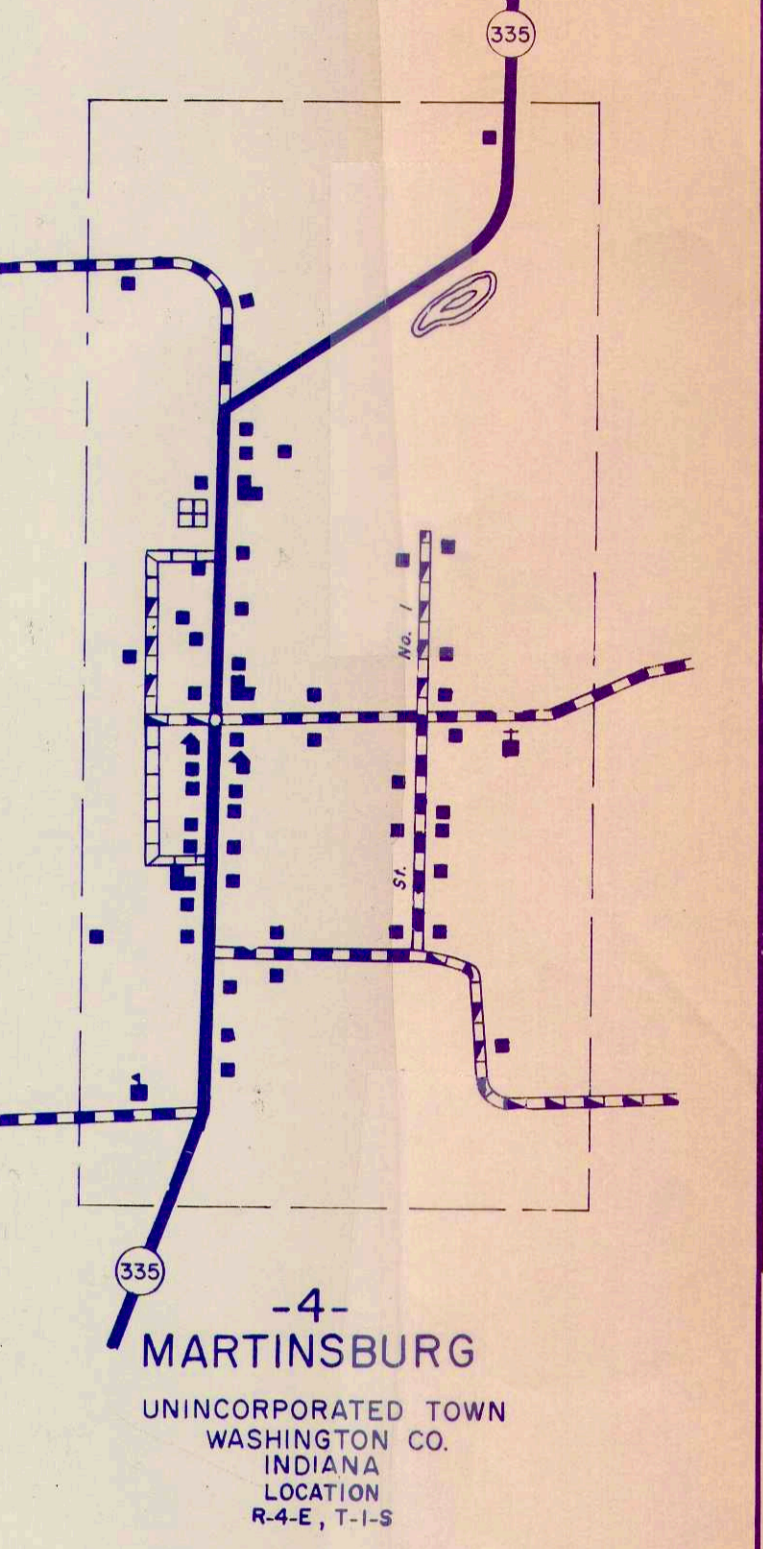 335
No. 1
St.
335
-4-
MARTINSBURG
UNINCORPORATED TOWN
WASHINGTON CO.
INDIANA
LOCATION
R-4-E, T-1-S